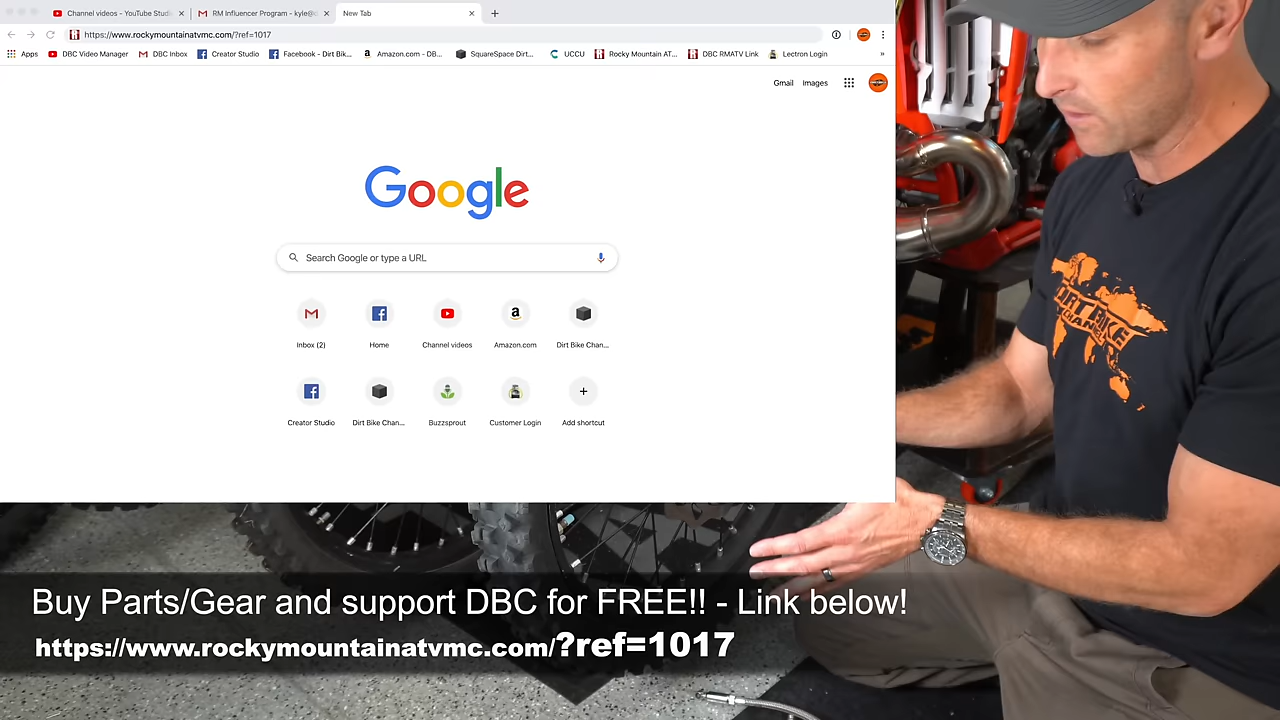 Channel videos - YouTube Studi
RM Influencer Program - kyle@d
New Tab
https://www.rockymountainatvmc.com/?ref=1017
Apps
DBC Video Manager
DBC Inbox
Creator Studio
Facebook - Dirt Bik...
Amazon.com - DB...
SquareSpace Dirt...
UCCU
Rocky Mountain AT...
DBC RMATV Link
Lectron Login
»
Gmail
Images
Google
Search Google or type a URL
Inbox (2)
Home
Channel videos
Amazon.com
Dirt Bike Chan...
Creator Studio
Dirt Bike Chan...
Buzzsprout
Customer Login
Add shortcut
DIRT BIKE
CHANNEL
Buy Parts/Gear and support DBC for FREE!! - Link below!
https://www.rockymountainatvmc.com/?ref=1017